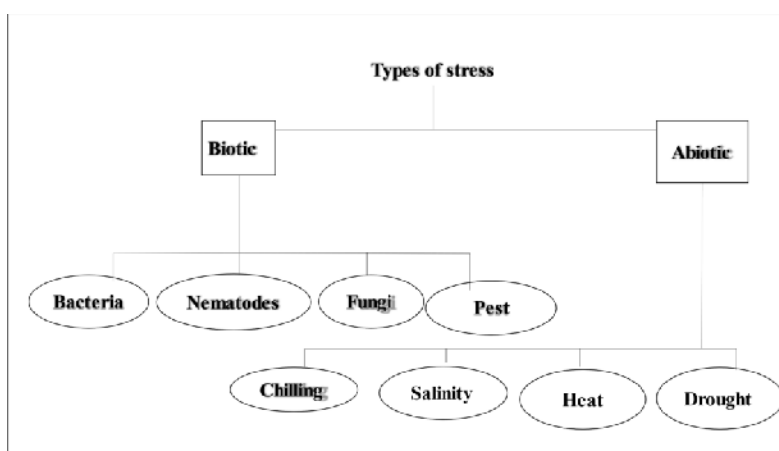 Types of stress
Biotic
Abiotic
Bacteria
Nematodes
Fungi
Pest
Chilling
Salinity
Heat
Drought